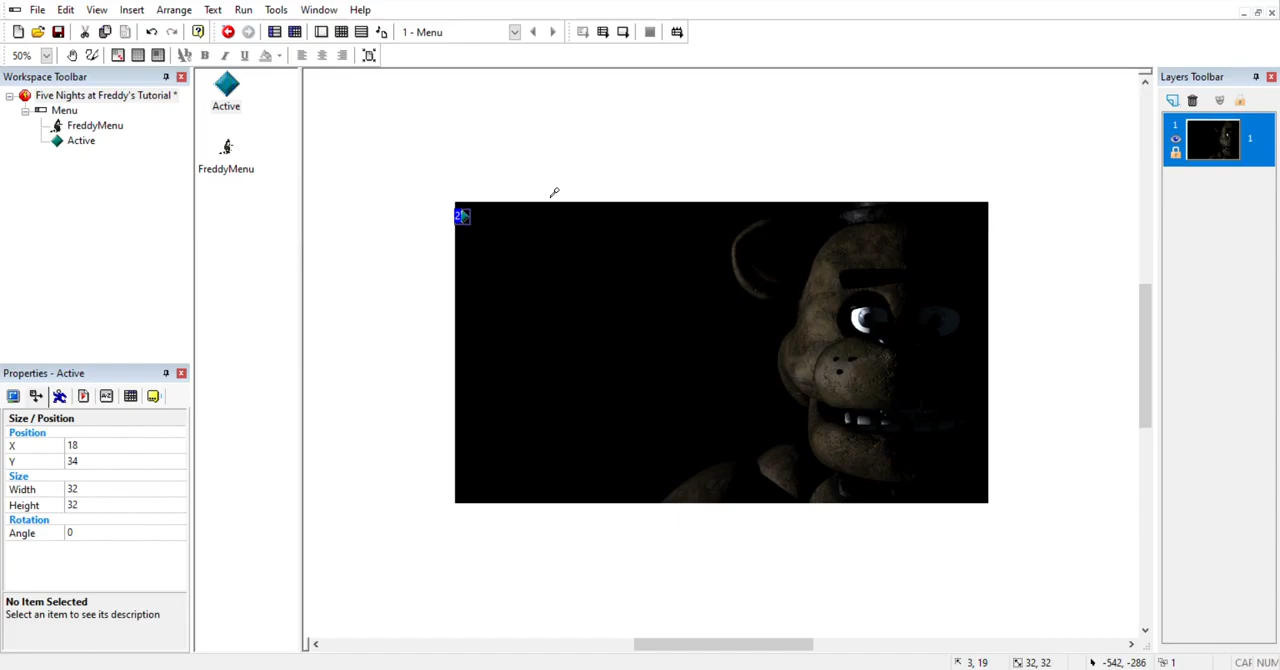 File Edit View Insert Arrange Text Run Tools Window Help
1 - Menu
50%
Workspace Toolbar
Five Nights at Freddy's Tutorial *
Menu
FreddyMenu
Active
Active
FreddyMenu
2
Layers Toolbar
1
1
Properties - Active
Size / Position
Position
X 18
Y 34
Size
Width 32
Height 32
Rotation
Angle 0
No Item Selected
Select an item to see its description
3, 19 32, 32 -542, -286 1 CAP NUM